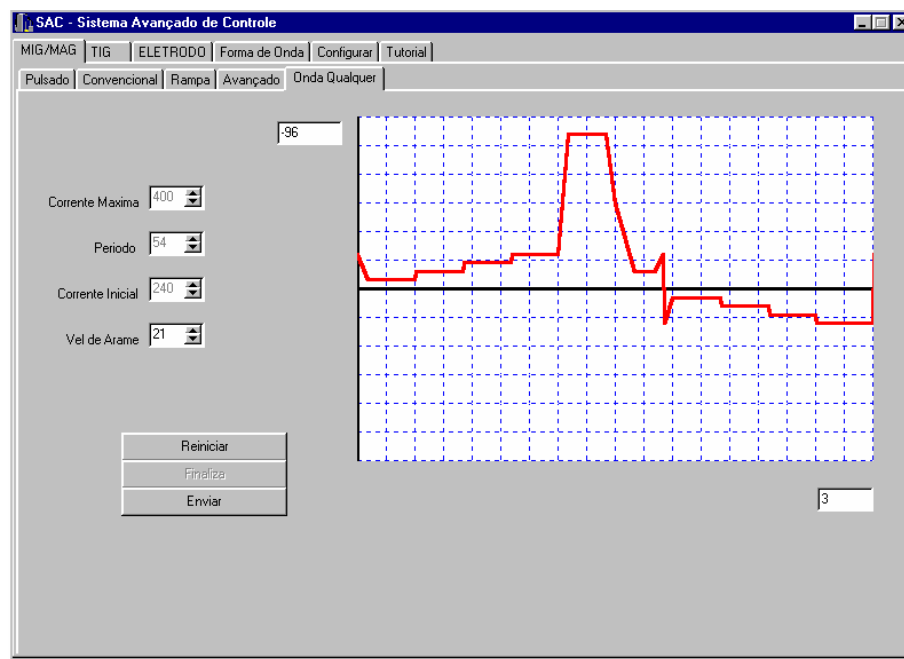 SAC - Sistema Avançado de Controle
MIG/MAG TIG ELETRODO Forma de Onda Configurar Tutorial
Pulsado Convencional Rampa Avançado Onda Qualquer
-96
Corrente Maxima 400
Periodo 54
Corrente Inicial 240
Vel de Arame 21
Reiniciar
Finaliza
Enviar
3